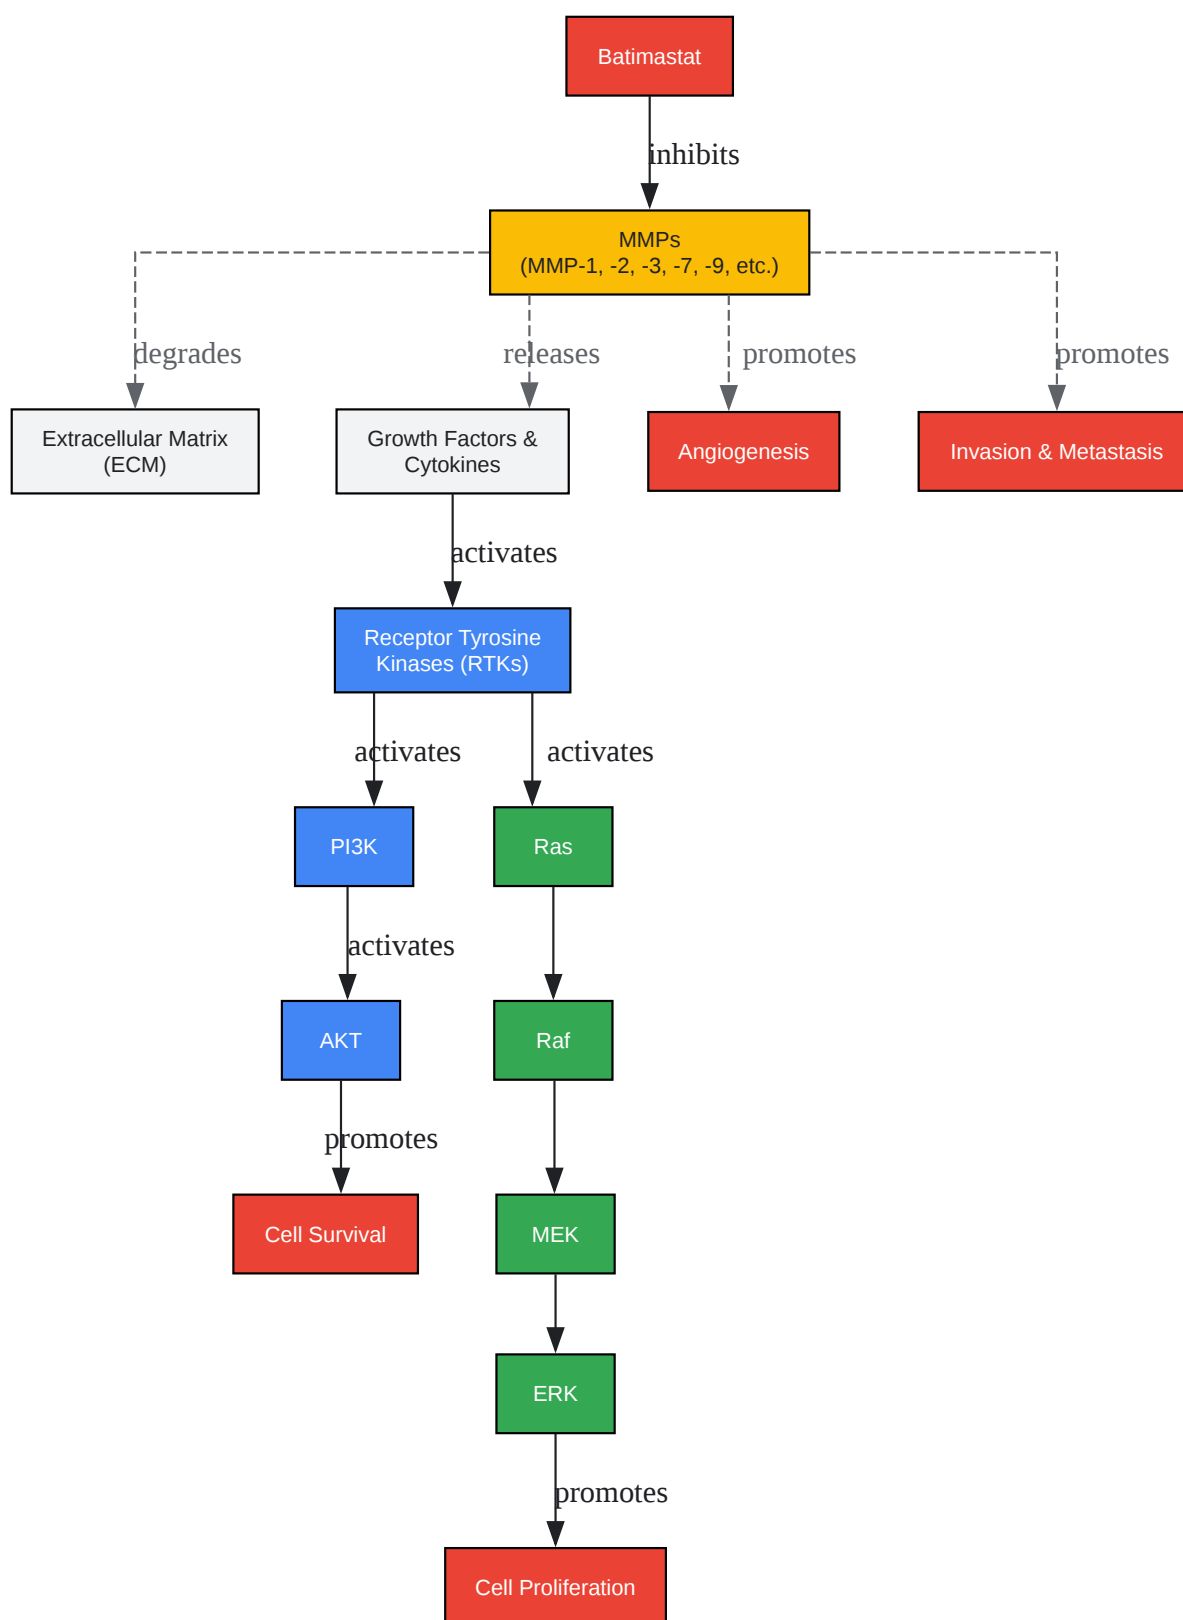 Batimastat
inhibits
MMPs
(MMP-1, -2, -3, -7, -9, etc.)
degrades
releases
promotes
promotes
Extracellular Matrix
(ECM)
Growth Factors &
Cytokines
Angiogenesis
Invasion & Metastasis
activates
Receptor Tyrosine
Kinases (RTKs)
activates
activates
PI3K
Ras
activates
AKT
Raf
promotes
Cell Survival
MEK
ERK
promotes
Cell Proliferation